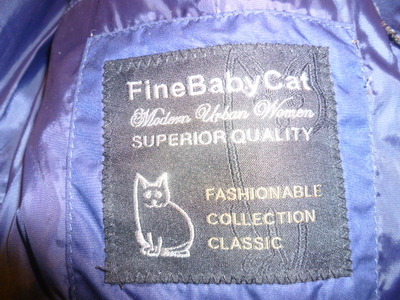 FineBabyCat
Modern Urban Women
SUPERIOR QUALITY
FASHIONABLE
COLLECTION
CLASSIC